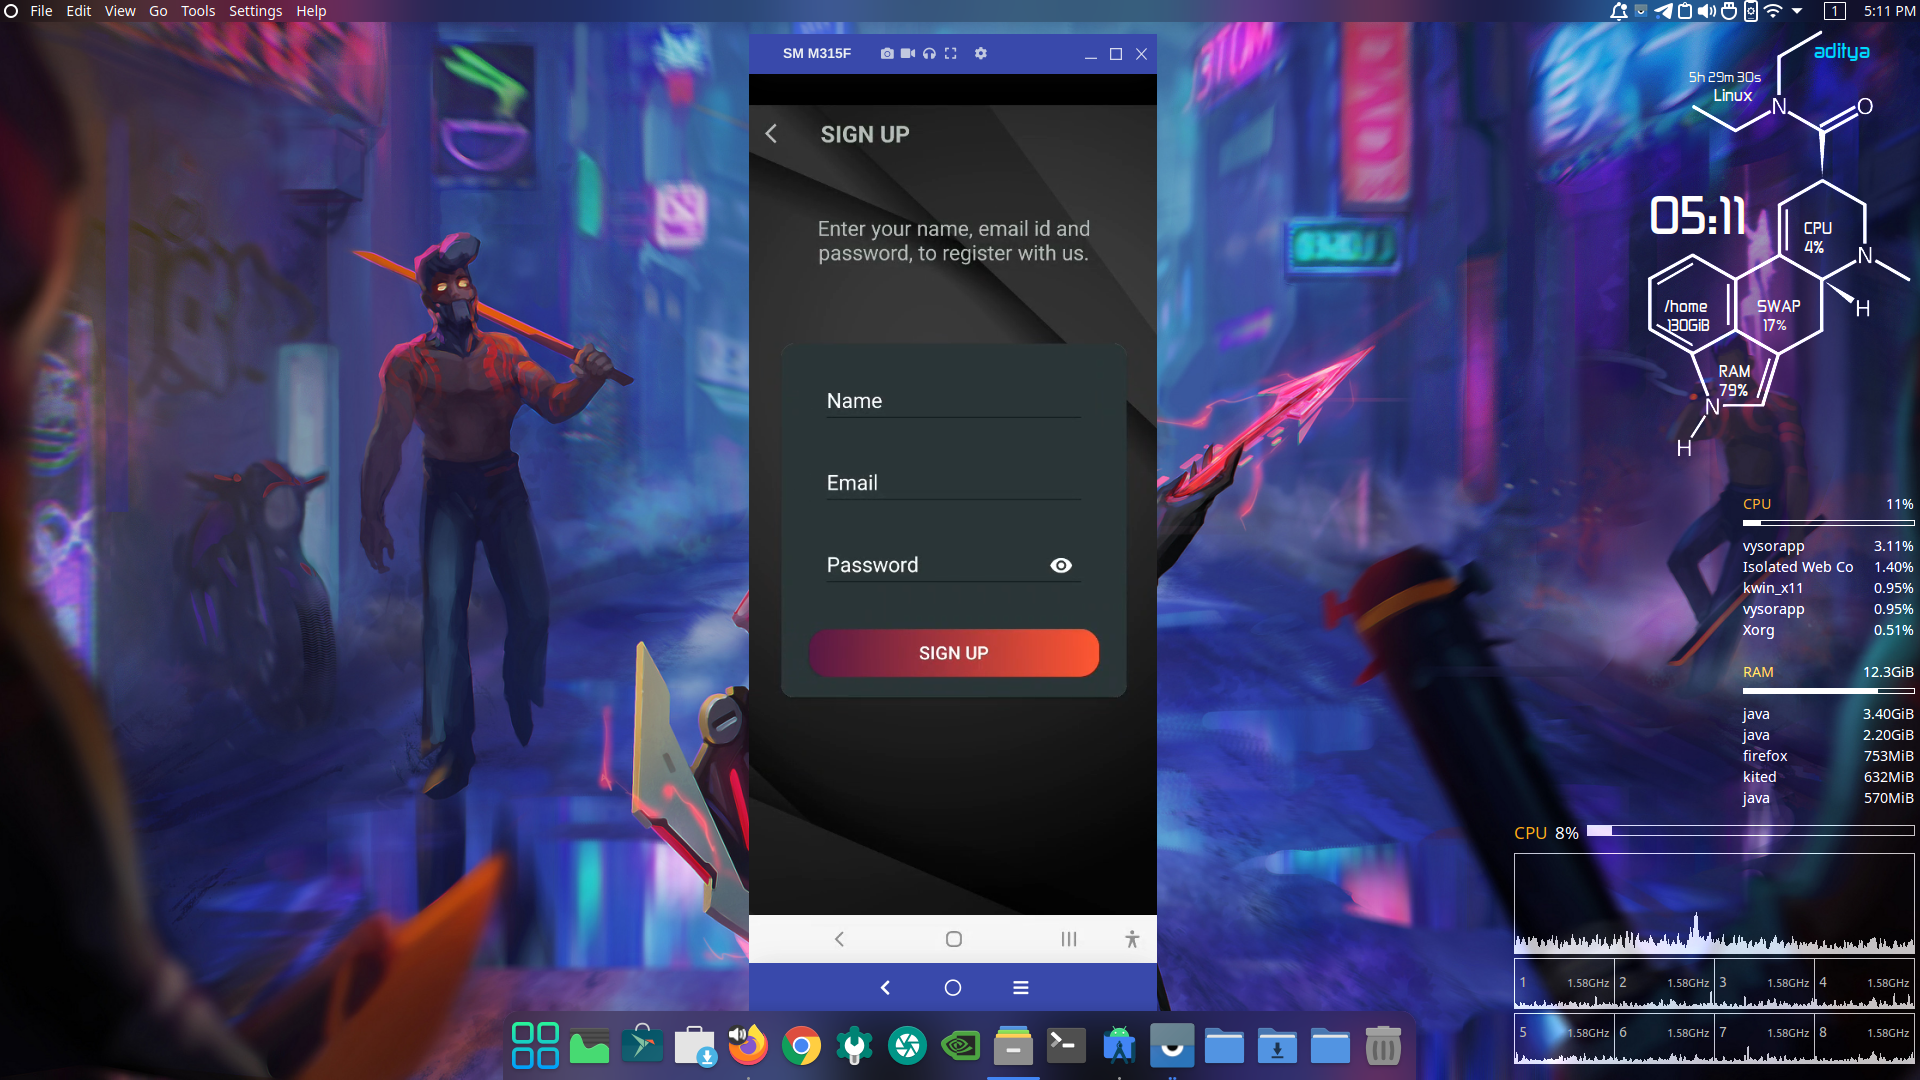 File Edit View Go Tools Settings Help
1 5:11 PM
SM M315F
SIGN UP
Enter your name, email id and
password, to register with us.
Name
Email
Password
SIGN UP
aditya
5h 29m 30s
Linux
N
O
05:11
CPU
4%
N
/home
130GiB
SWAP
17%
H
RAM
79%
N
H
CPU 11%
vysorapp 3.11%
Isolated Web Co 1.40%
kwin_x11 0.95%
vysorapp 0.95%
Xorg 0.51%
RAM 12.3GiB
java 3.40GiB
java 2.20GiB
firefox 753MiB
kited 632MiB
java 570MiB
CPU 8%
1 1.58GHz 2 1.58GHz 3 1.58GHz 4 1.58GHz
5 1.58GHz 6 1.58GHz 7 1.58GHz 8 1.58GHz